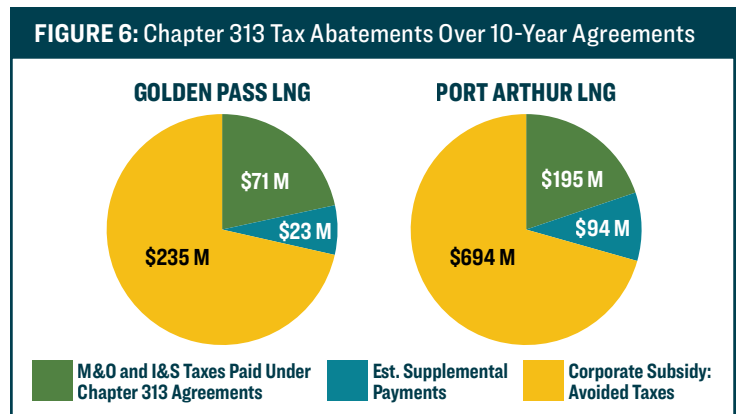 FIGURE 6: Chapter 313 Tax Abatements Over 10-Year Agreements
GOLDEN PASS LNG
$71 M
$23 M
$235 M
PORT ARTHUR LNG
$195 M
$94 M
$694 M
M&O and I&S Taxes Paid Under
Chapter 313 Agreements
Est. Supplemental
Payments
Corporate Subsidy:
Avoided Taxes